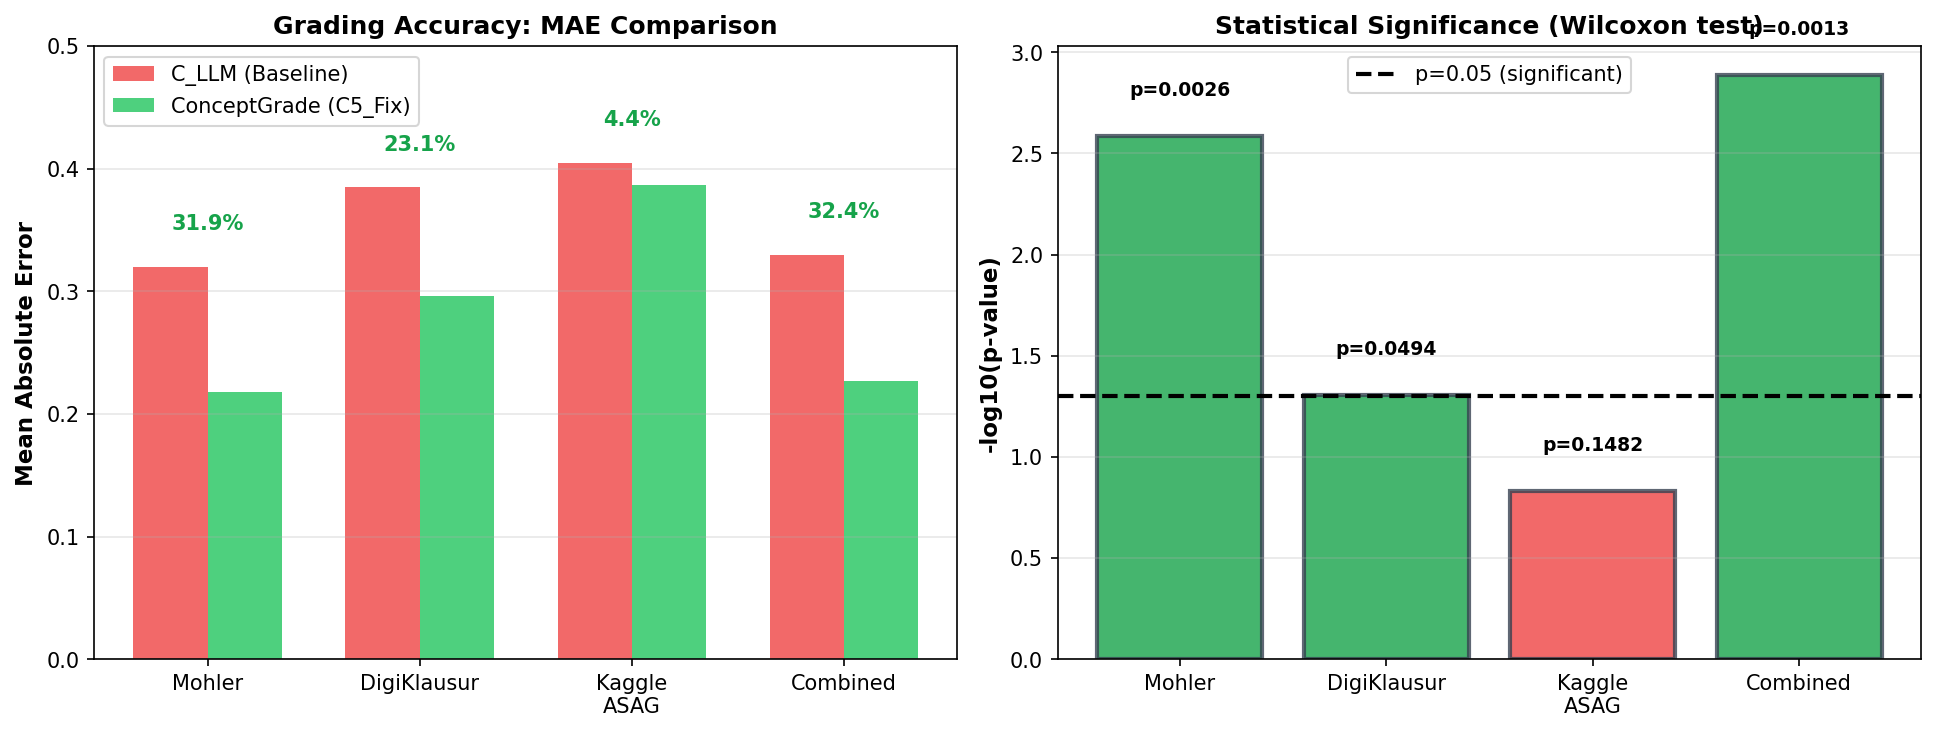 Grading Accuracy: MAE Comparison
Mean Absolute Error
0.5
0.4
0.3
0.2
0.1
0.0
C_LLM (Baseline)
ConceptGrade (C5_Fix)
31.9%
23.1%
4.4%
32.4%
Mohler
DigiKlausur
Kaggle
ASAG
Combined
Statistical Significance (Wilcoxon test)
-log10(p-value)
3.0
2.5
2.0
1.5
1.0
0.5
0.0
p=0.05 (significant)
p=0.0026
p=0.0494
p=0.1482
p=0.0013
Mohler
DigiKlausur
Kaggle
ASAG
Combined